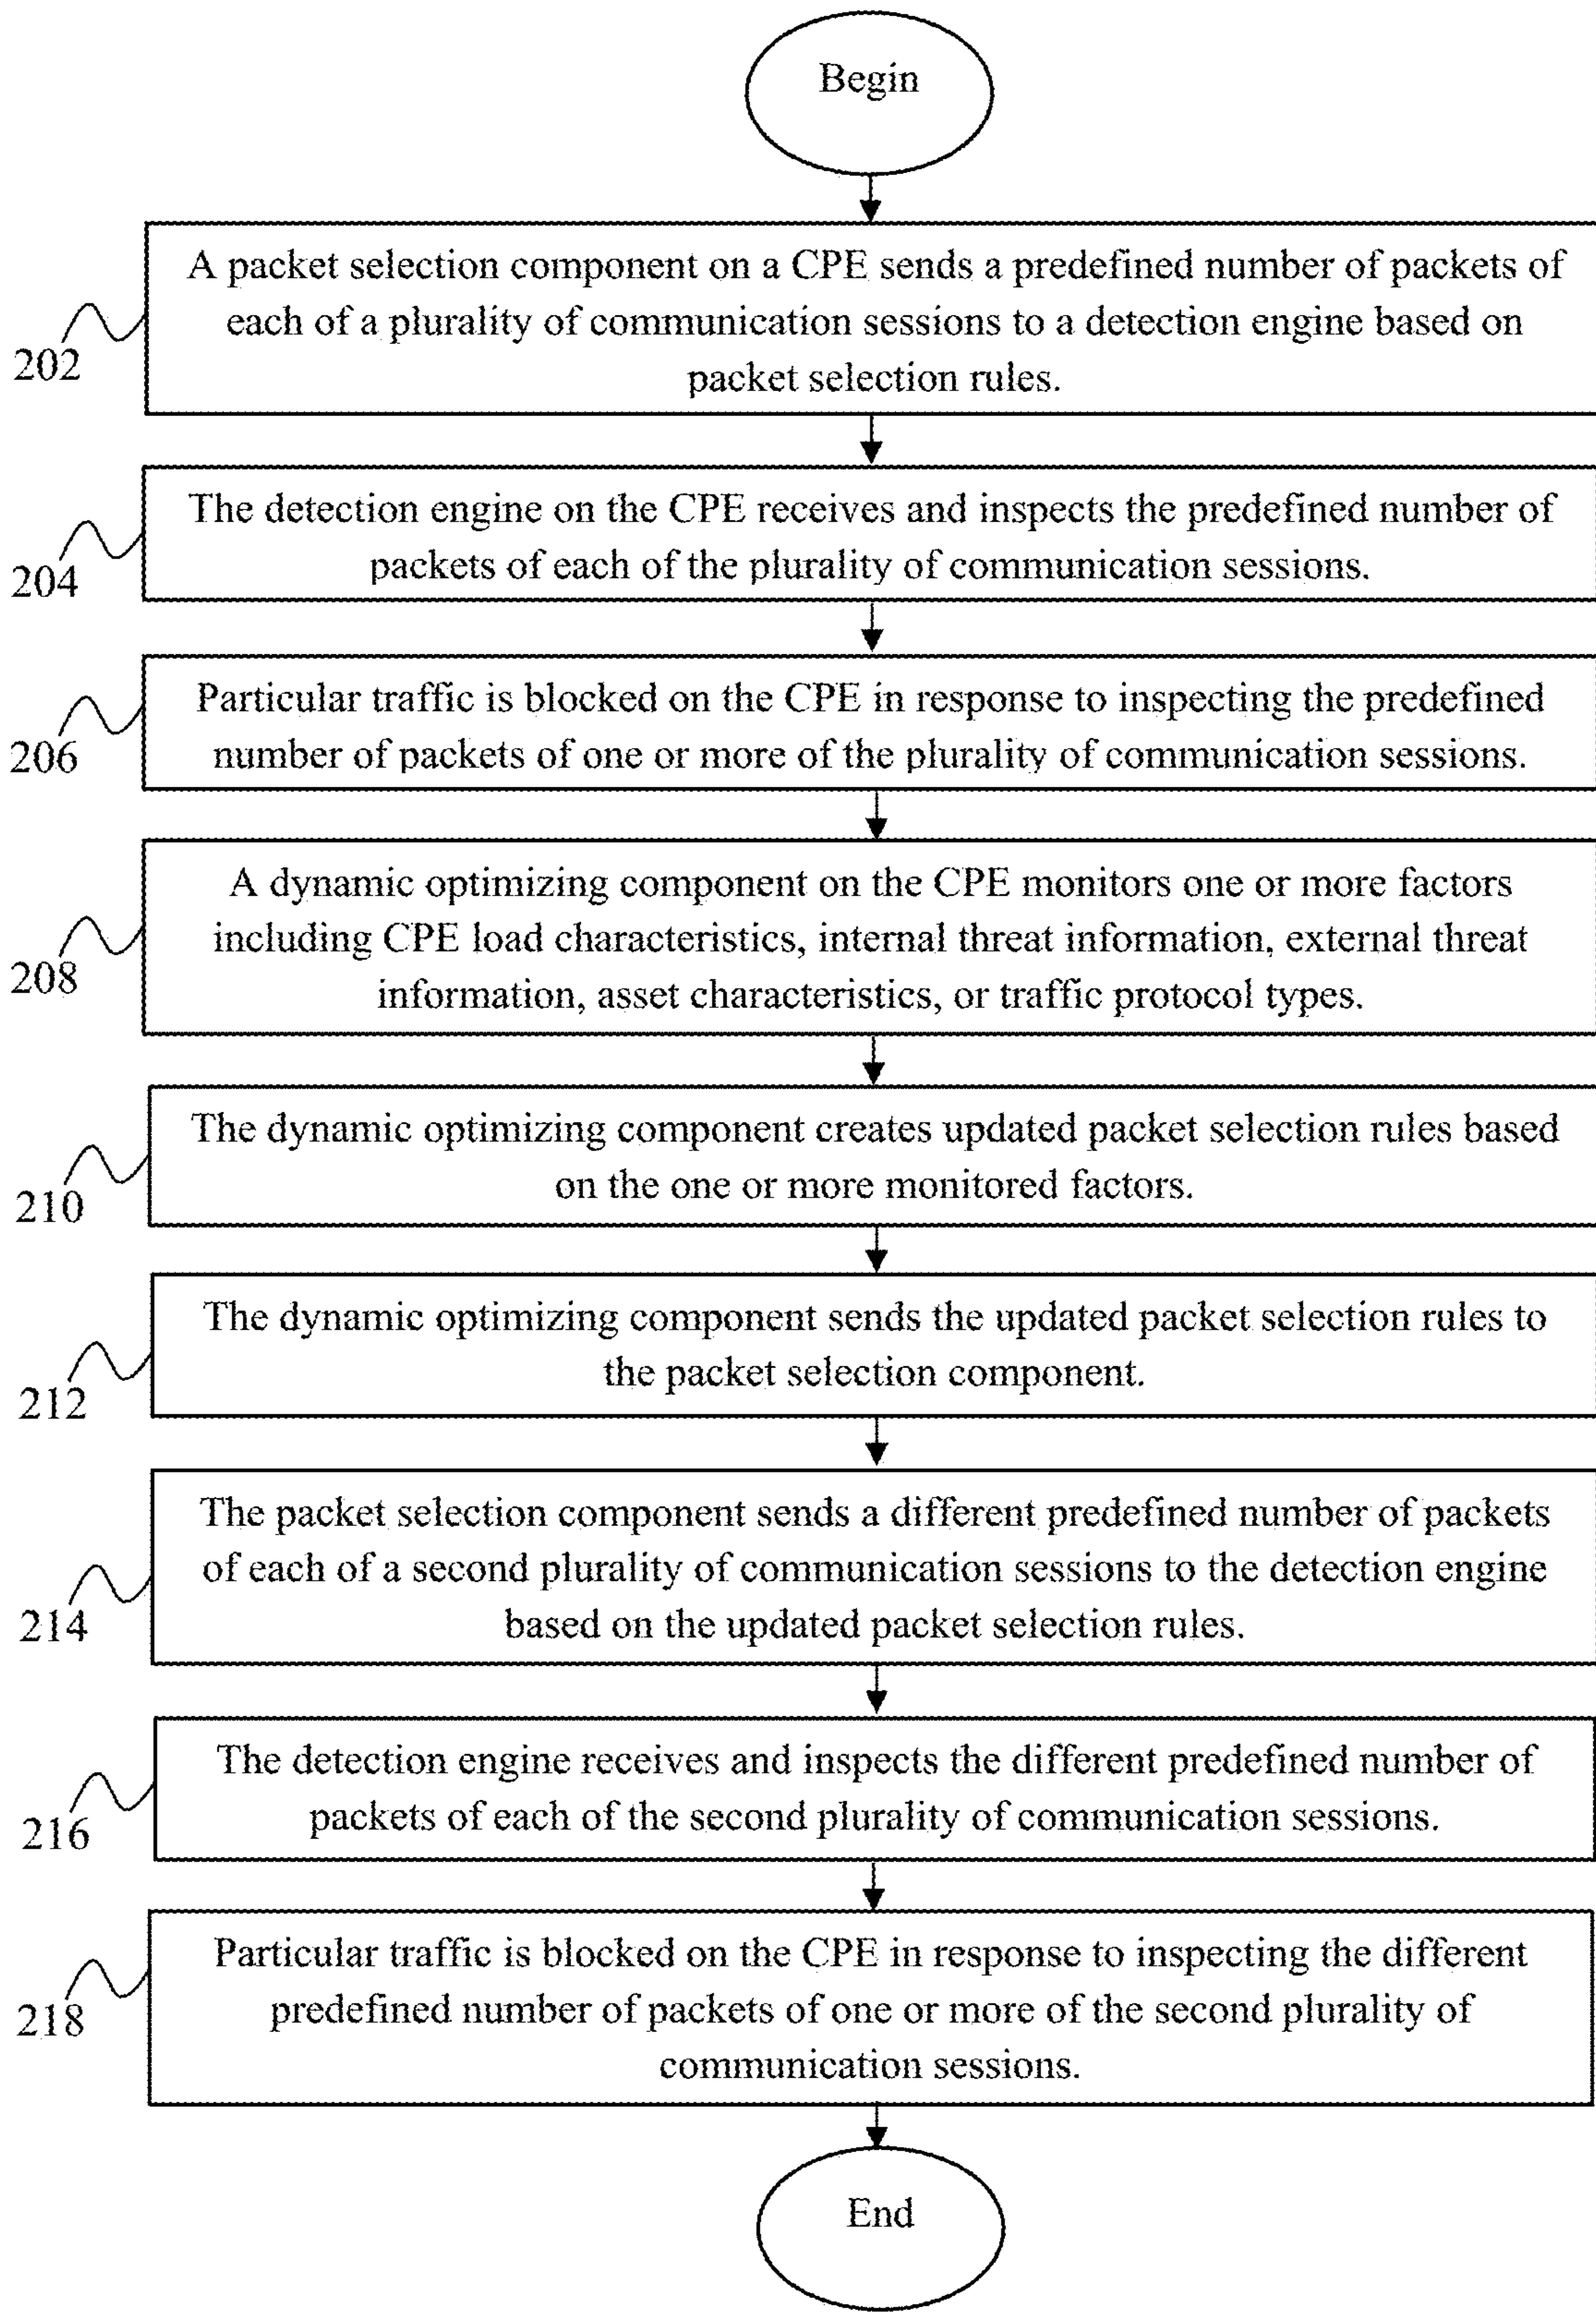 Begin
A packet selection component on a CPE sends a predefined number of packets of
each of a plurality of communication sessions to a detection engine based on
packet selection rules.
202
The detection engine on the CPE receives and inspects the predefined number of
packets of each of the plurality of communication sessions.
204
Particular traffic is blocked on the CPE in response to inspecting the predefined
number of packets of one or more of the plurality of communication sessions.
206
A dynamic optimizing component on the CPE monitors one or more factors
including CPE load characteristics, internal threat information, external threat
information, asset characteristics, or traffic protocol types.
208
The dynamic optimizing component creates updated packet selection rules based
on the one or more monitored factors.
210
The dynamic optimizing component sends the updated packet selection rules to
the packet selection component.
212
The packet selection component sends a different predefined number of packets
of each of a second plurality of communication sessions to the detection engine
based on the updated packet selection rules.
214
The detection engine receives and inspects the different predefined number of
packets of each of the second plurality of communication sessions.
216
Particular traffic is blocked on the CPE in response to inspecting the different
predefined number of packets of one or more of the second plurality of
communication sessions.
218
End